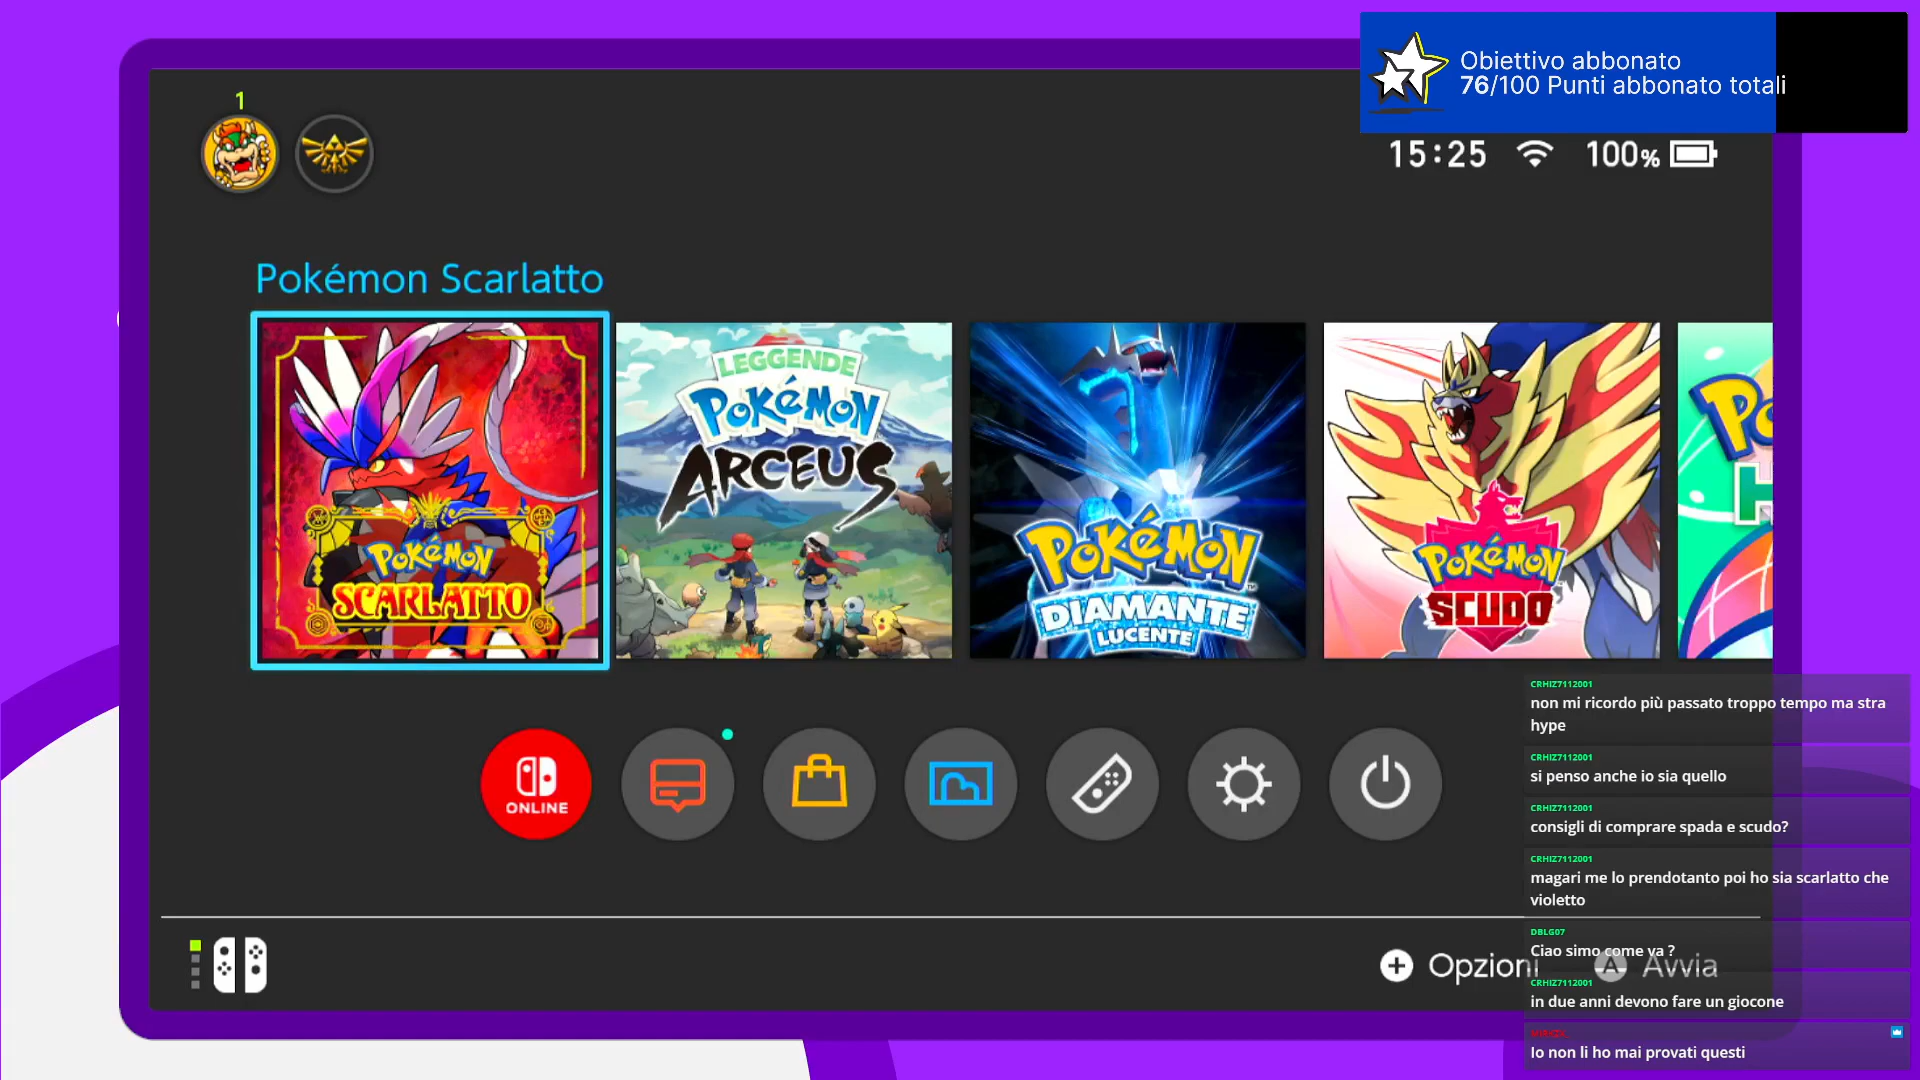 Obiettivo abbonato
76/100 Punti abbonato totali
1
15:25
100%
Pokémon Scarlatto
POKéMON
SCARLATTO
LEGGENDE
POKéMON
ARCEUS
POKéMON
DIAMANTE
LUCENTE
POKéMON
SCUDO
ONLINE
CRHIZ7112001
non mi ricordo più passato troppo tempo ma stra
hype
CRHIZ7112001
si penso anche io sia quello
CRHIZ7112001
consigli di comprare spada e scudo?
CRHIZ7112001
magari me lo prendotanto poi ho sia scarlatto che
violetto
DBLG07
Ciao simo come va ?
Opzioni
A Avvia
CRHIZ7112001
in due anni devono fare un giocone
Io non li ho mai provati questi